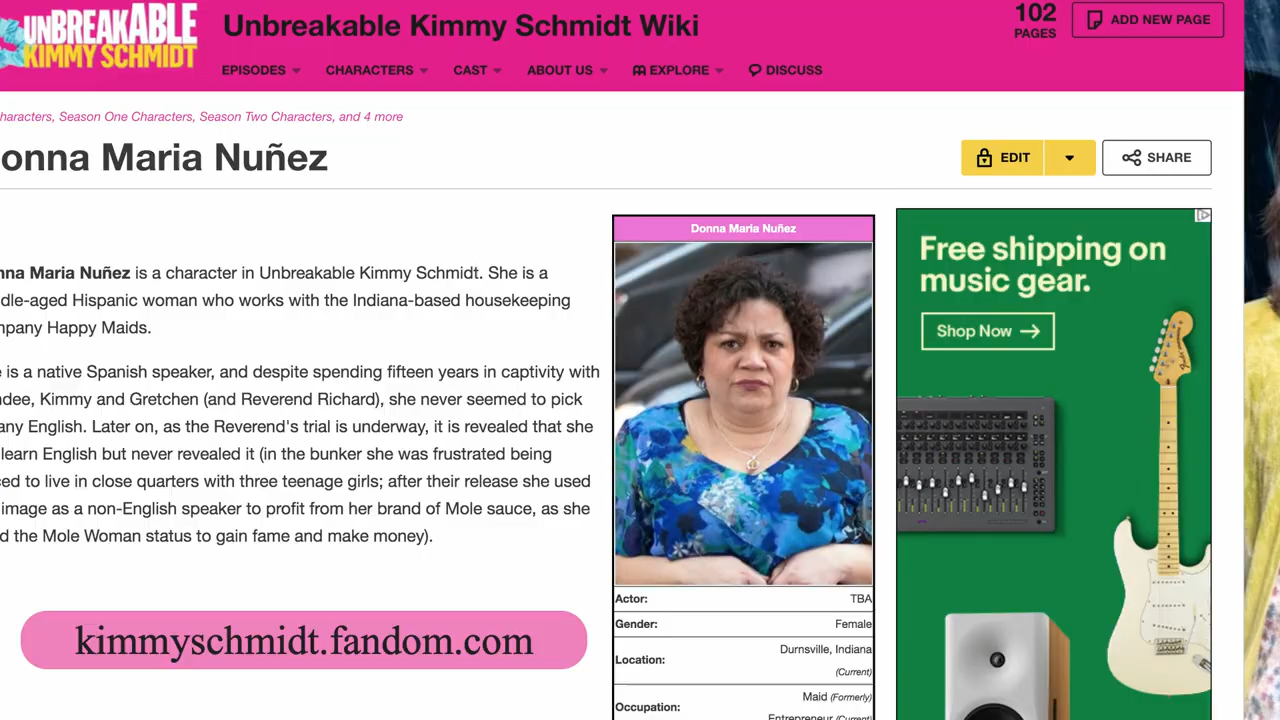 UNBREAKABLE
KIMMY SCHMIDT
Unbreakable Kimmy Schmidt Wiki
102
PAGES
ADD NEW PAGE
EPISODES
CHARACTERS
CAST
ABOUT US
EXPLORE
DISCUSS
haracters, Season One Characters, Season Two Characters, and 4 more
onna Maria Nuñez
EDIT
SHARE
nna Maria Nuñez is a character in Unbreakable Kimmy Schmidt. She is a
ddle-aged Hispanic woman who works with the Indiana-based housekeeping
mpany Happy Maids.
e is a native Spanish speaker, and despite spending fifteen years in captivity with
ndee, Kimmy and Gretchen (and Reverend Richard), she never seemed to pick
any English. Later on, as the Reverend's trial is underway, it is revealed that she
learn English but never revealed it (in the bunker she was frustrated being
ced to live in close quarters with three teenage girls; after their release she used
image as a non-English speaker to profit from her brand of Mole sauce, as she
d the Mole Woman status to gain fame and make money).
kimmyschmidt.fandom.com
Donna Maria Nuñez
Actor: TBA
Gender: Female
Location: Durnsville, Indiana
(Current)
Occupation: Maid (Formerly)
Entrepreneur (Current)
Free shipping on
music gear.
Shop Now